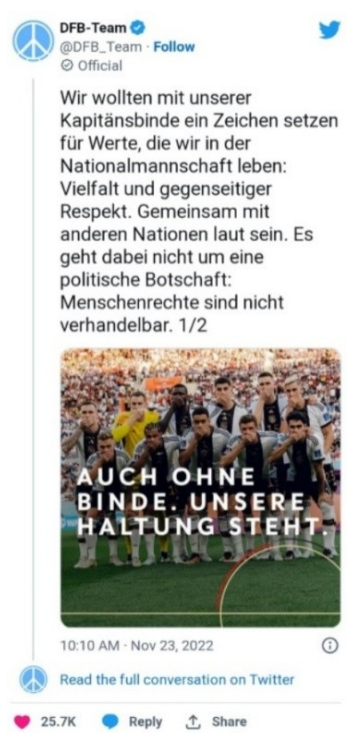 DFB-Team
@DFB_Team · Follow
Official
Wir wollten mit unserer
Kapitänsbinde ein Zeichen setzen
für Werte, die wir in der
Nationalmannschaft leben:
Vielfalt und gegenseitiger
Respekt. Gemeinsam mit
anderen Nationen laut sein. Es
geht dabei nicht um eine
politische Botschaft:
Menschenrechte sind nicht
verhandelbar. 1/2
AUCH OHNE
BINDE. UNSERE
HALTUNG STEHT.
10:10 AM · Nov 23, 2022
Read the full conversation on Twitter
25.7K Reply Share